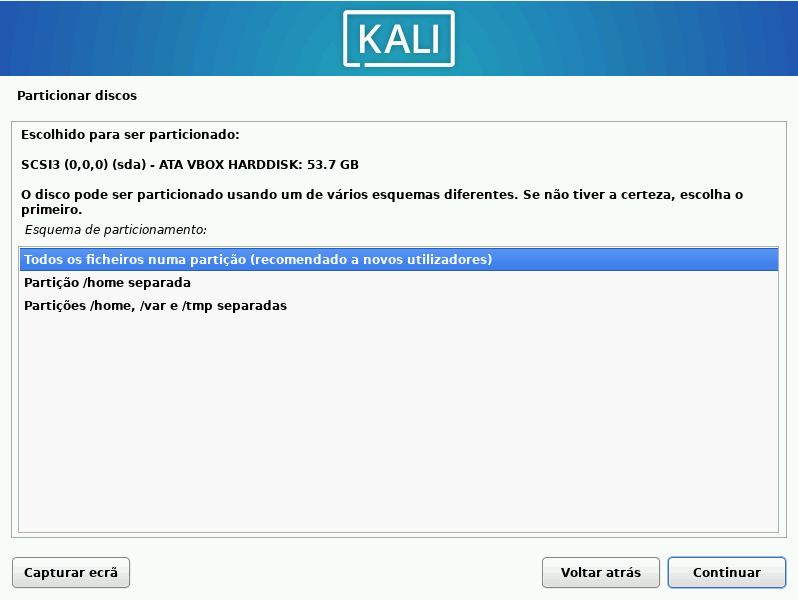 KALI
Particionar discos
Escolhido para ser particionado:
SCSI3 (0,0,0) (sda) - ATA VBOX HARDDISK: 53.7 GB
O disco pode ser particionado usando um de vários esquemas diferentes. Se não tiver a certeza, escolha o
primeiro.
Esquema de particionamento:
Todos os ficheiros numa partição (recomendado a novos utilizadores)
Partição /home separada
Partições /home, /var e /tmp separadas
Capturar ecrã
Voltar atrás
Continuar